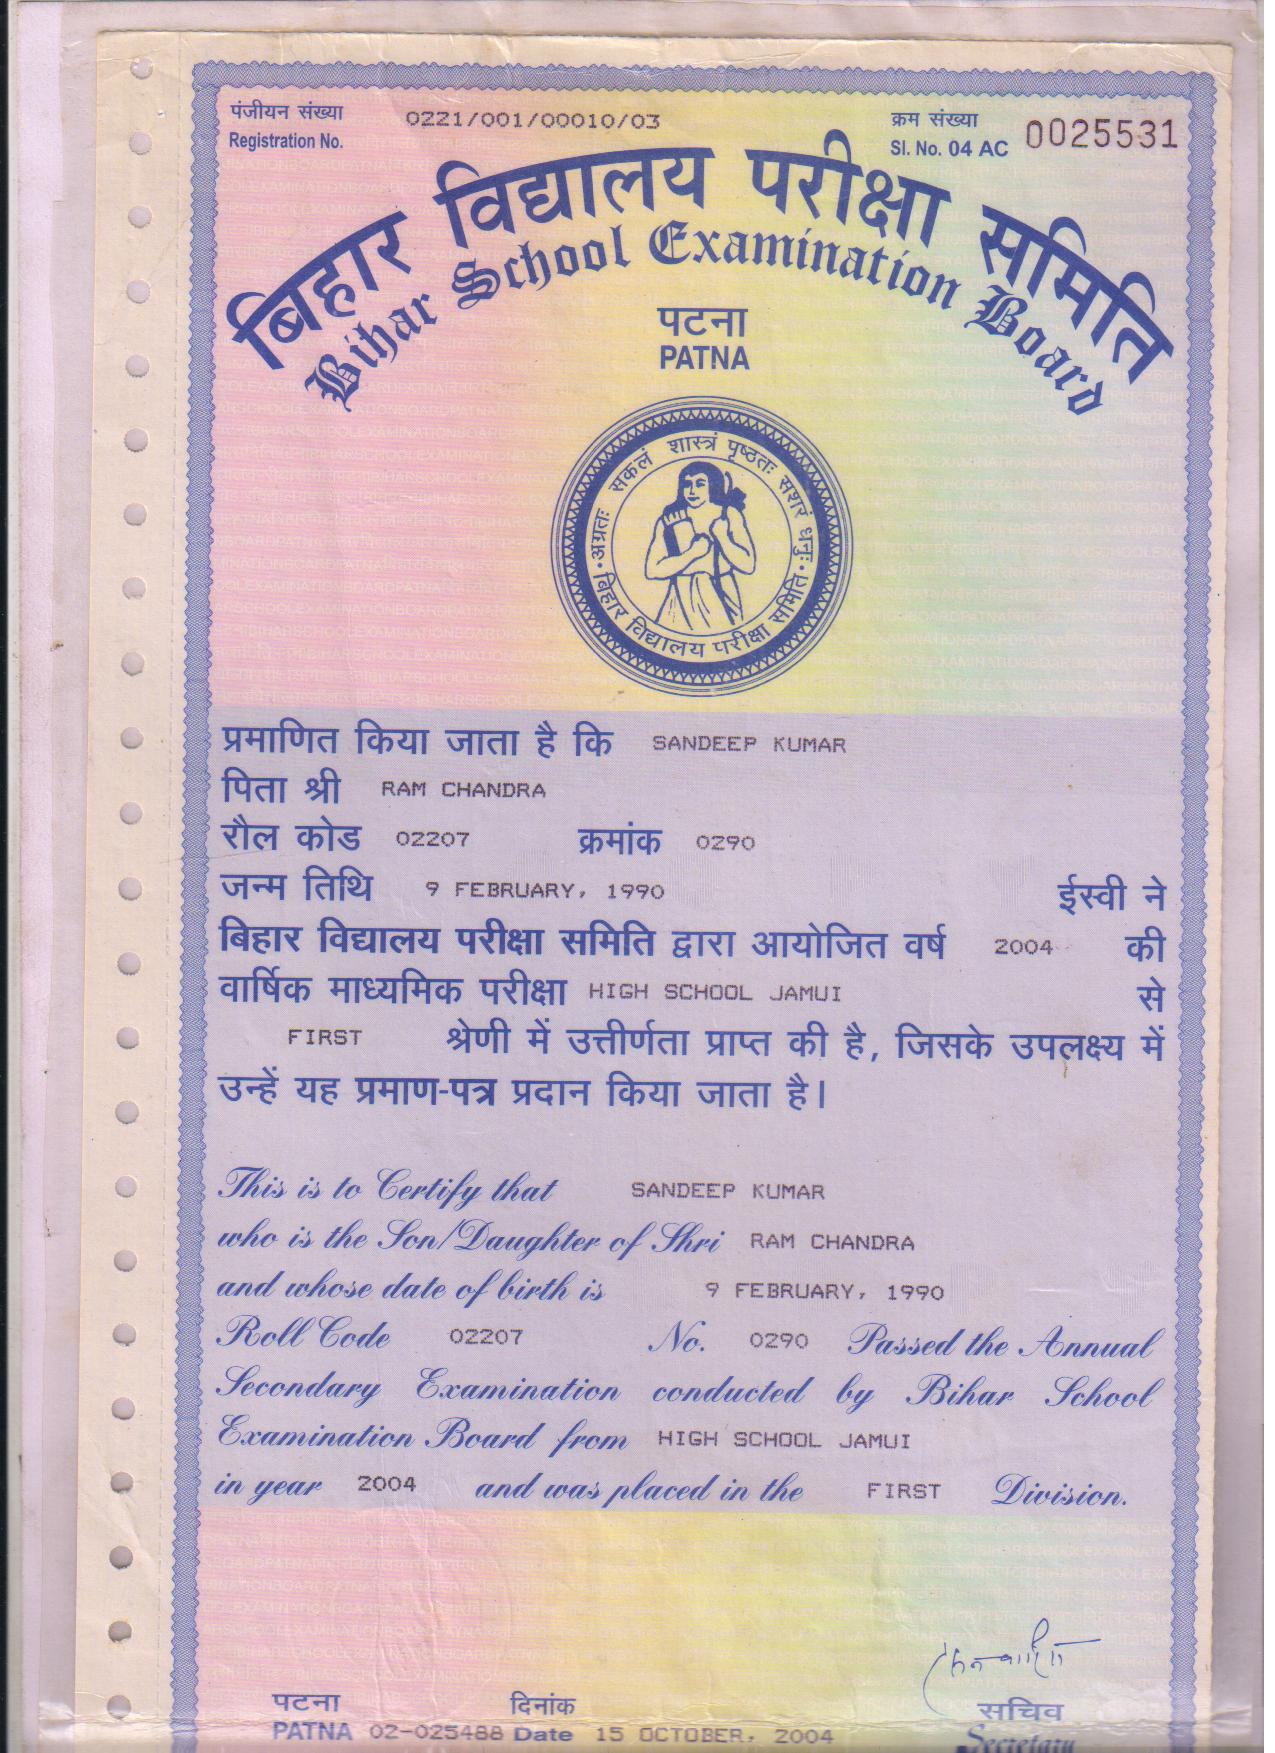 पंजीयन संख्या 0221/001/00010/03 क्रम संख्या
Registration No. Sl. No. 04 AC 0025531
बिहार विद्यालय परीक्षा समिति
Bihar School Examination Board
पटना
PATNA
अग्रतः सकलं शास्त्रं पृष्ठतः सशरं धनुः
बिहार विद्यालय परीक्षा समिति
प्रमाणित किया जाता है कि SANDEEP KUMAR
पिता श्री RAM CHANDRA
रौल कोड 02207 क्रमांक 0290
जन्म तिथि 9 FEBRUARY, 1990 ईस्वी ने
बिहार विद्यालय परीक्षा समिति द्वारा आयोजित वर्ष 2004 की
वार्षिक माध्यमिक परीक्षा HIGH SCHOOL JAMUI से
FIRST श्रेणी में उत्तीर्णता प्राप्त की है, जिसके उपलक्ष्य में
उन्हें यह प्रमाण-पत्र प्रदान किया जाता है।
This is to Certify that SANDEEP KUMAR
who is the Son/Daughter of Shri RAM CHANDRA
and whose date of birth is 9 FEBRUARY, 1990
Roll Code 02207 No. 0290 Passed the Annual
Secondary Examination conducted by Bihar School
Examination Board from HIGH SCHOOL JAMUI
in year 2004 and was placed in the FIRST Division.
पटना दिनांक सचिव
PATNA 02-025488 Date 15 OCTOBER, 2004 Secretary